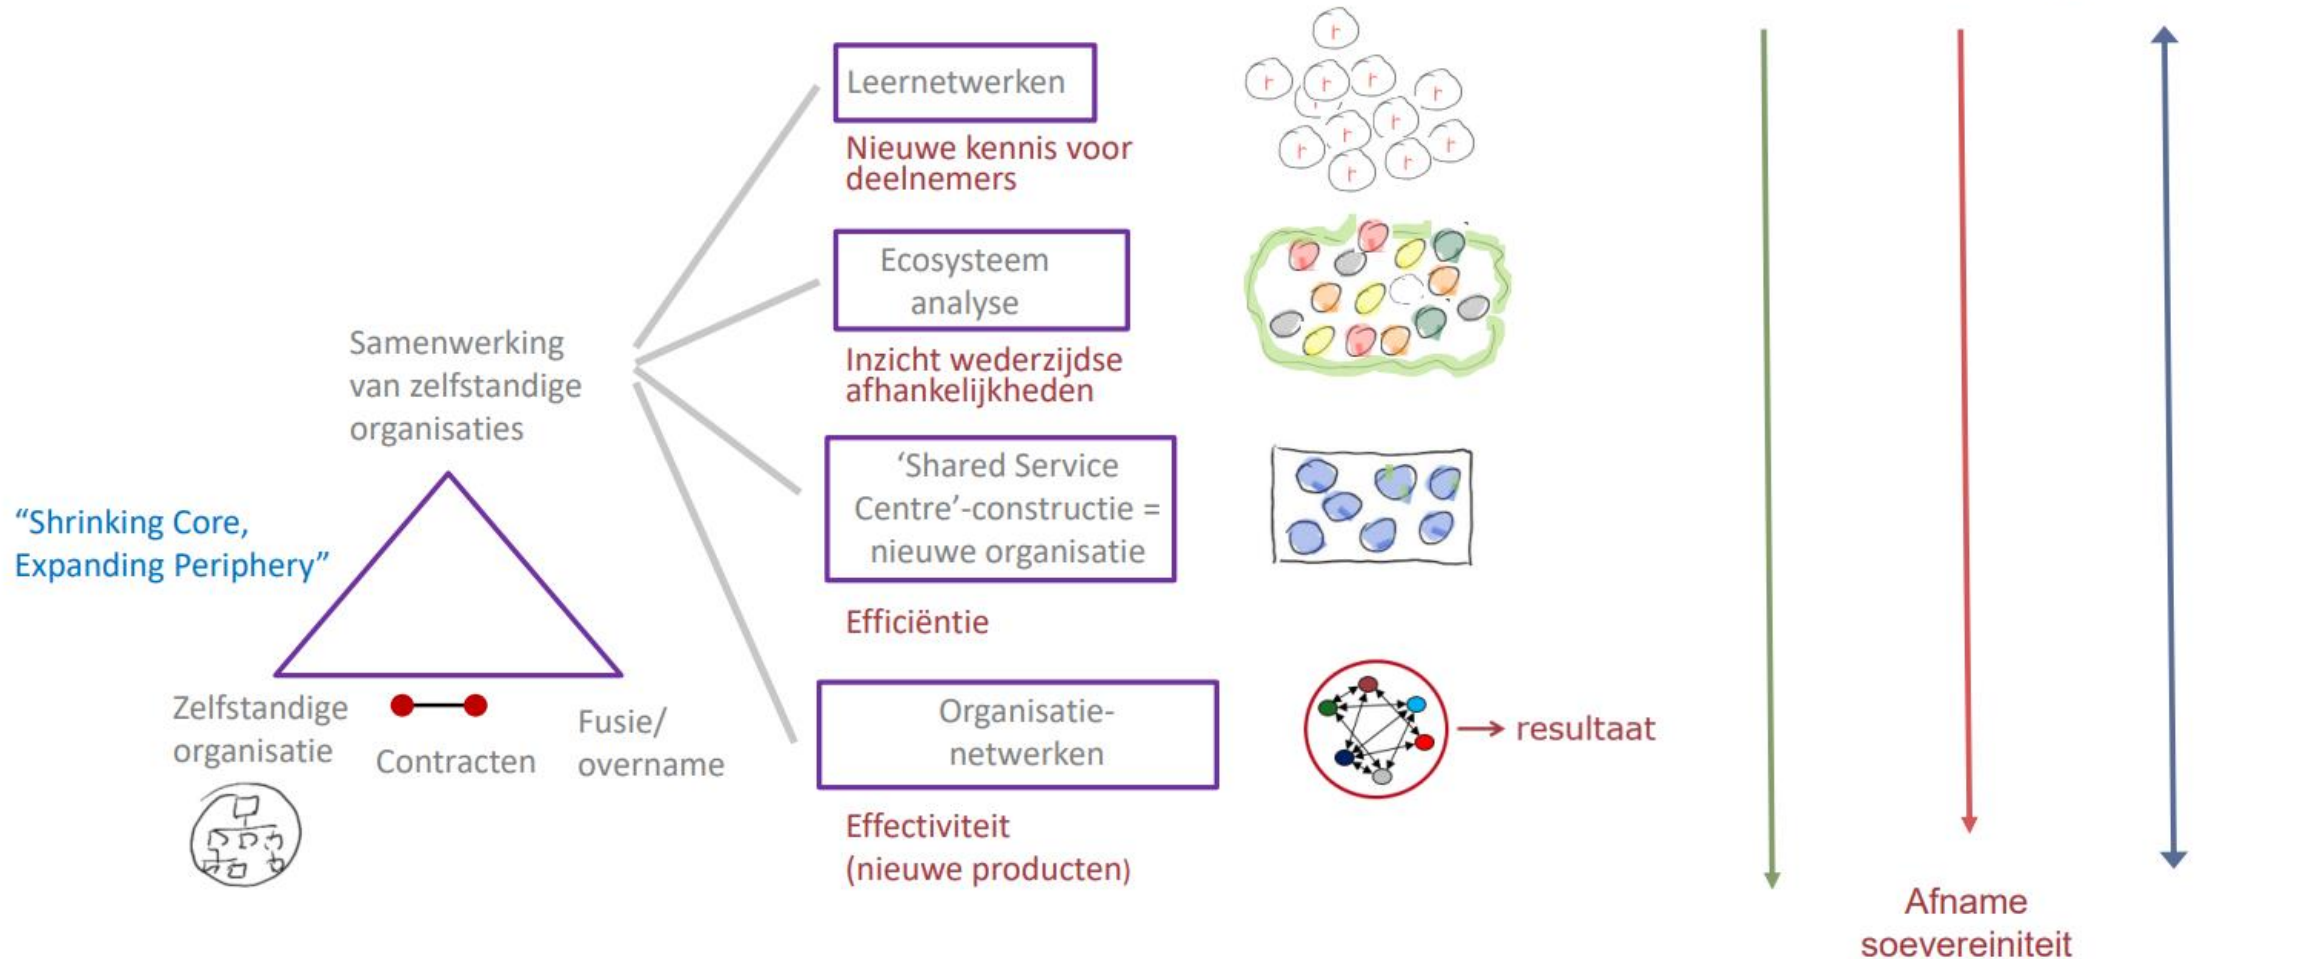 Leernetwerken
Nieuwe kennis voor
deelnemers
Ecosysteem
analyse
Inzicht wederzijdse
afhankelijkheden
Samenwerking
van zelfstandige
organisaties
‘Shared Service
Centre’-constructie =
nieuwe organisatie
Efficiëntie
“Shrinking Core,
Expanding Periphery”
Zelfstandige
organisatie
Contracten
Fusie/
overname
Organisatie-
netwerken
Effectiviteit
(nieuwe producten)
→ resultaat
Afname
soevereiniteit
r
r
r
r
r
r
r
r
r
r
r